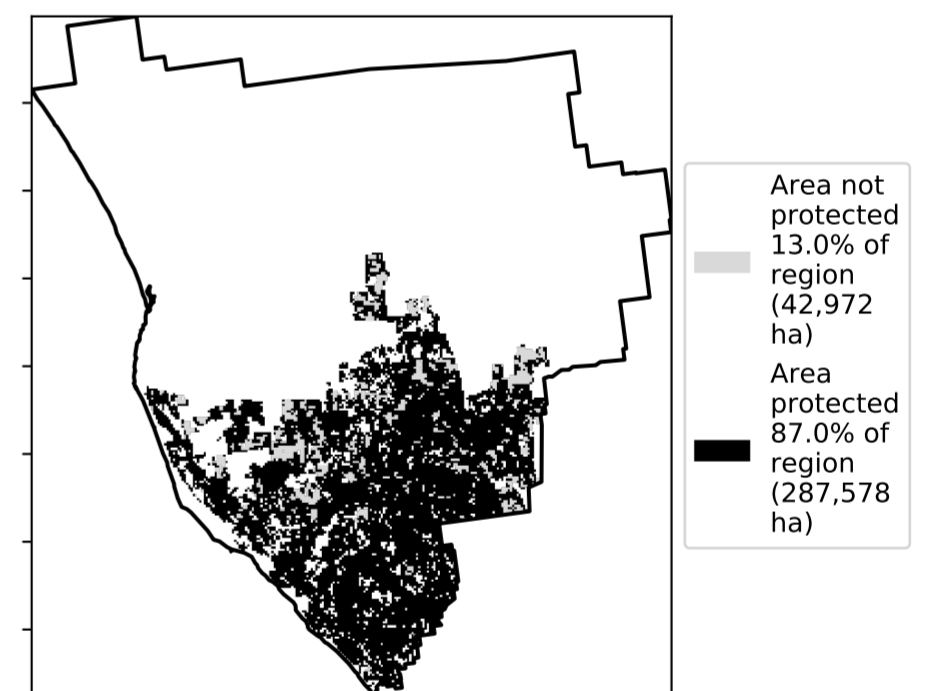 Area not
protected
13.0% of
region
(42,972
ha)
Area
protected
87.0% of
region
(287,578
ha)